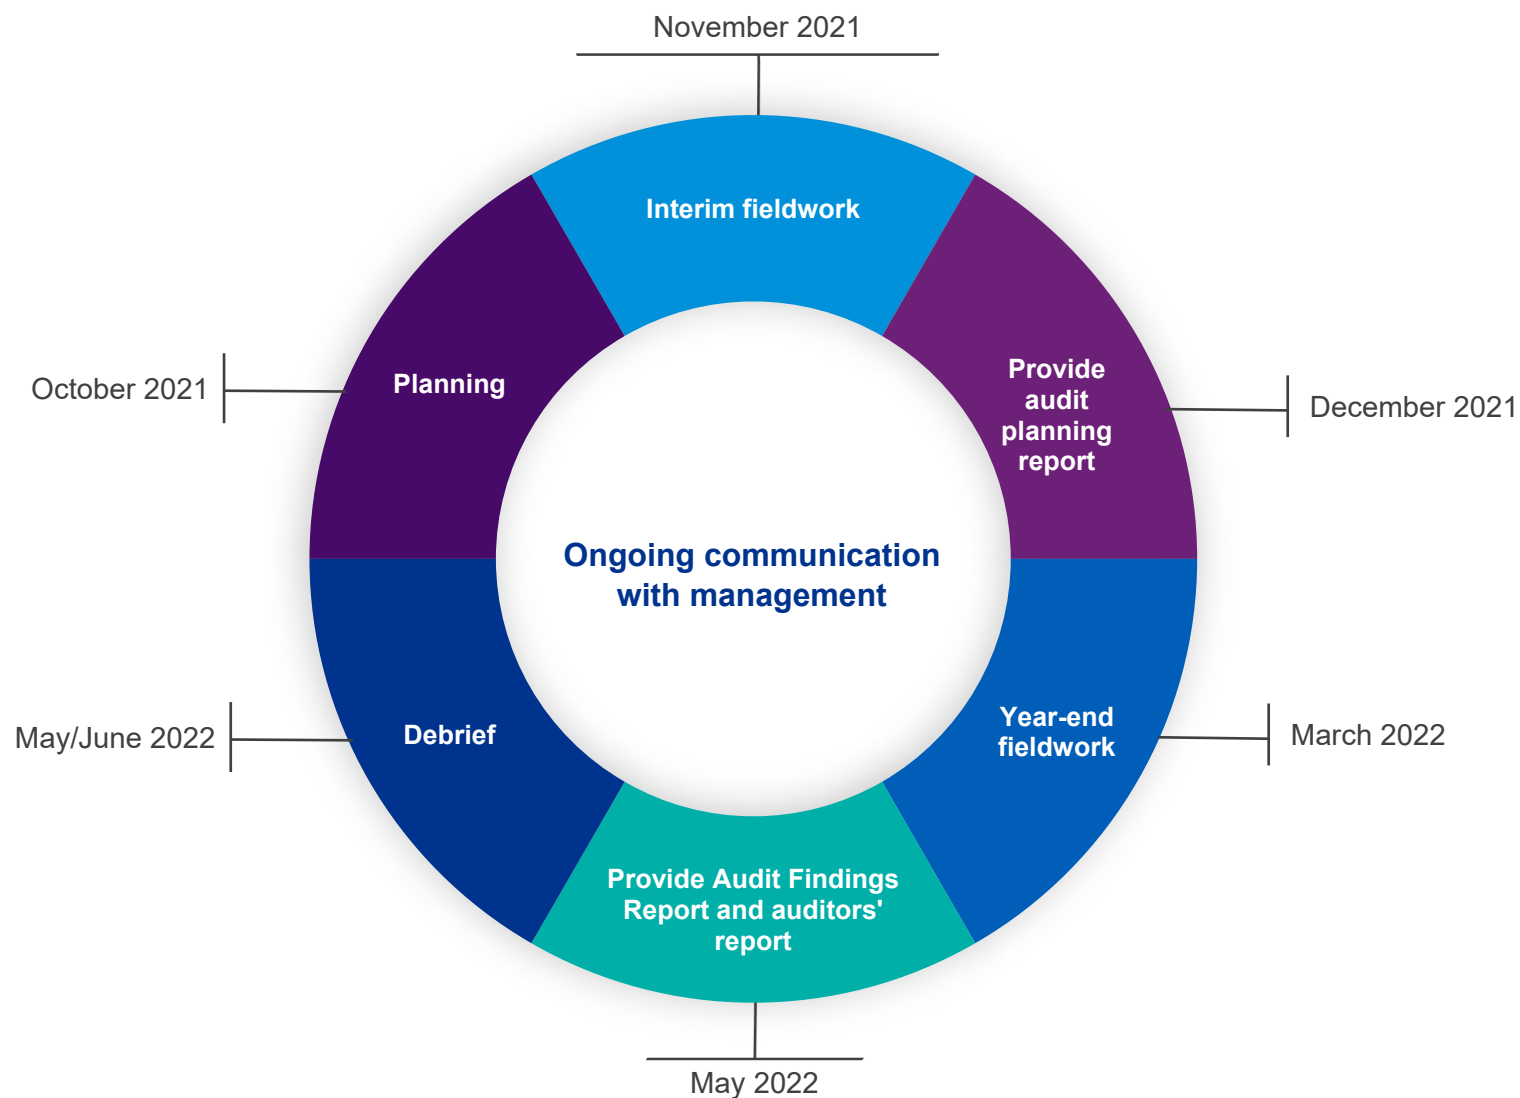 November 2021
Interim fieldwork
Provide
audit
planning
report
December 2021
Year-end
fieldwork
March 2022
Provide Audit Findings
Report and auditors'
report
May 2022
Debrief
May/June 2022
Planning
October 2021
Ongoing communication
with management